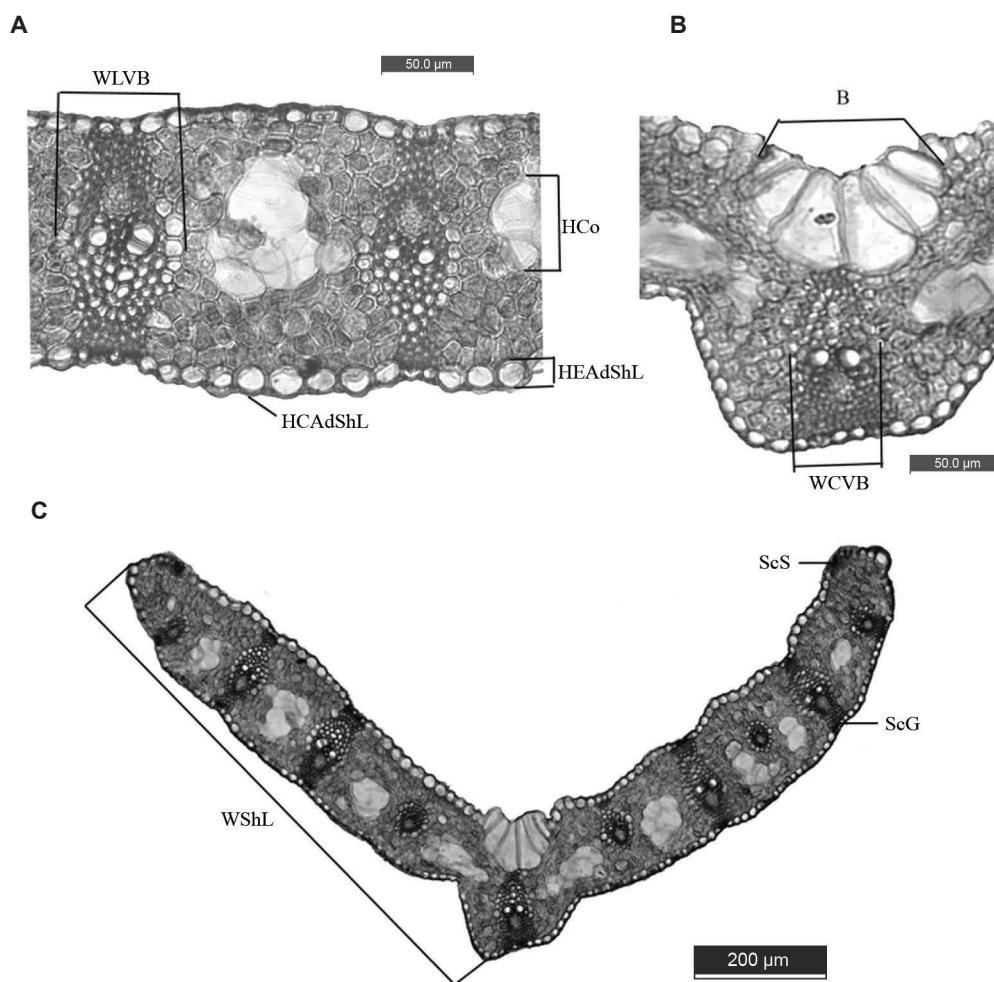 A
B
50.0 µm
WLVB
B
HCo
HEAdShL
HCAdShL
50.0 µm
WCVB
C
ScS
ScG
WShL
200 µm